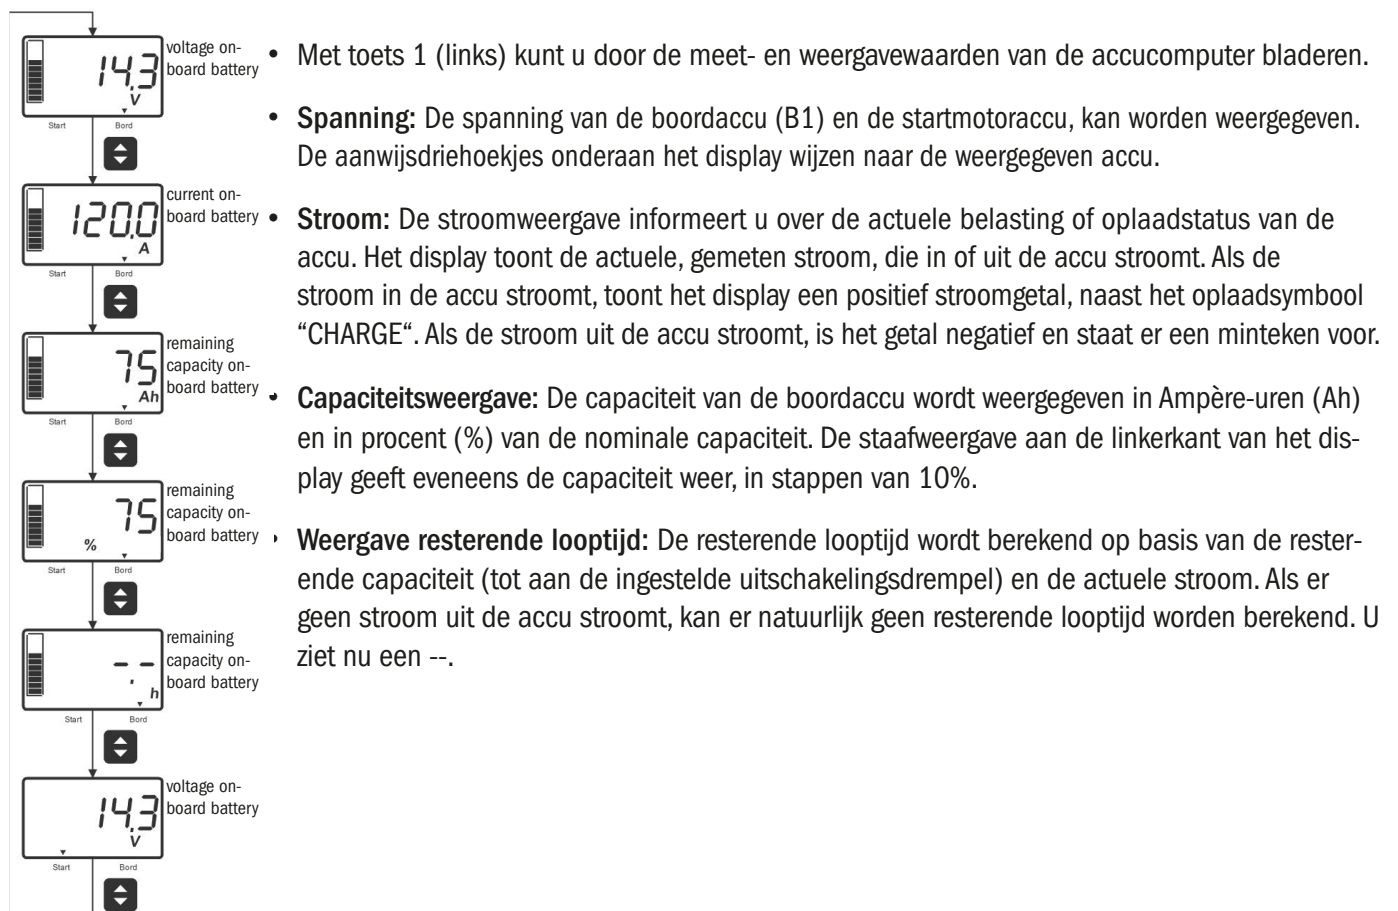 14,3
V
Start Bord
voltage on-
board battery
120,0
A
Start Bord
current on-
board battery
75
Ah
Start Bord
remaining
capacity on-
board battery
75
%
Start Bord
remaining
capacity on-
board battery
-- . h
Start Bord
remaining
capacity on-
board battery
14,3
V
Start Bord
voltage on-
board battery
• Met toets 1 (links) kunt u door de meet- en weergavewaarden van de accucomputer bladeren.
• Spanning: De spanning van de boordaccu (B1) en de startmotoraccu, kan worden weergegeven.
De aanwijsdriehoekjes onderaan het display wijzen naar de weergegeven accu.
• Stroom: De stroomweergave informeert u over de actuele belasting of oplaadstatus van de
accu. Het display toont de actuele, gemeten stroom, die in of uit de accu stroomt. Als de
stroom in de accu stroomt, toont het display een positief stroomgetal, naast het oplaadsymbool
“CHARGE“. Als de stroom uit de accu stroomt, is het getal negatief en staat er een minteken voor.
• Capaciteitsweergave: De capaciteit van de boordaccu wordt weergegeven in Ampère-uren (Ah)
en in procent (%) van de nominale capaciteit. De staafweergave aan de linkerkant van het dis-
play geeft eveneens de capaciteit weer, in stappen van 10%.
• Weergave resterende looptijd: De resterende looptijd wordt berekend op basis van de rester-
ende capaciteit (tot aan de ingestelde uitschakelingsdrempel) en de actuele stroom. Als er
geen stroom uit de accu stroomt, kan er natuurlijk geen resterende looptijd worden berekend. U
ziet nu een --.